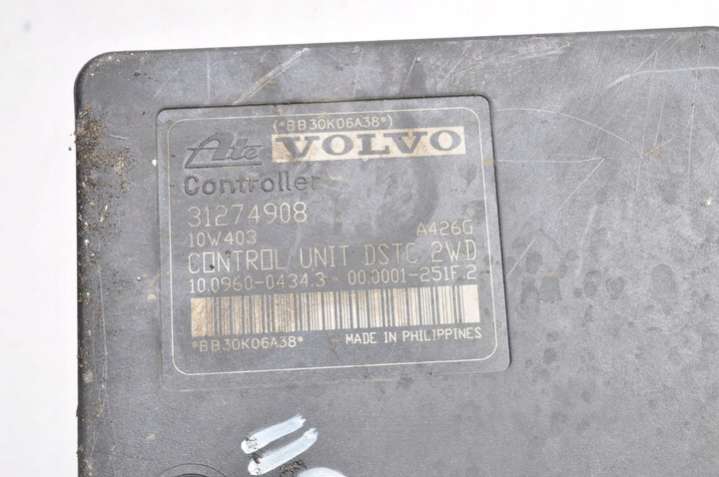 (*BB30K06A38*)
Ate VOLVO
Controller
31274908
10W403 A426G
CONTROL UNIT DSTC 2WD
10.0960-0434.3 00.0001-251F.2
*BB30K06A38* MADE IN PHILIPPINES